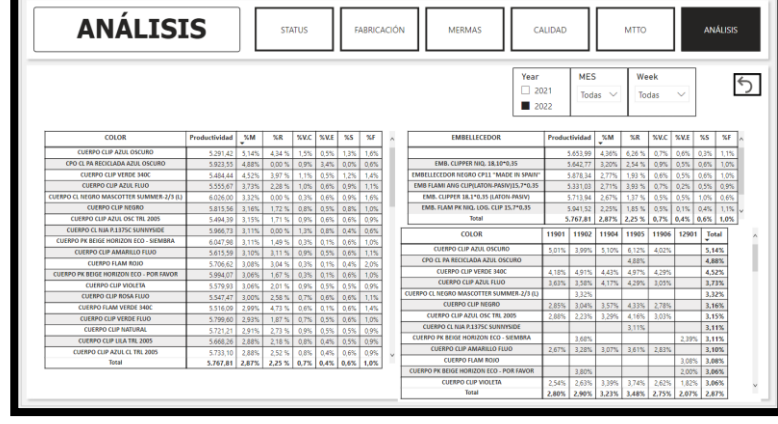 ANÁLISIS
STATUS
FABRICACIÓN
MERMAS
CALIDAD
MTTO
ANÁLISIS
Year
2021
2022
MES
Todas
Week
Todas
COLOR Productividad %M %R %V.C %V.E %S %F
CUERPO CLIP AZUL OSCURO 5.291,42 5,14% 4,34 % 1,5% 0,5% 1,3% 1,6%
CPO CL PA RECICLADA AZUL OSCURO 5.923,55 4,88% 0,00 % 0,9% 3,4% 0,0% 0,6%
CUERPO CLIP VERDE 340C 5.484,44 4,52% 3,97 % 1,1% 0,5% 1,2% 1,4%
CUERPO CLIP AZUL FLUO 5.555,67 3,73% 2,28 % 1,0% 0,6% 0,9% 1,1%
CUERPO CL NEGRO MASCOTTER SUMMER-2/3 (L) 6.026,00 3,32% 0,00 % 0,3% 0,6% 0,9% 1,6%
CUERPO CLIP NEGRO 5.815,56 3,16% 1,72 % 0,8% 0,5% 0,8% 1,0%
CUERPO CLIP AZUL OSC TRL 2005 5.494,39 3,15% 1,71 % 0,9% 0,6% 0,6% 0,9%
CUERPO CL NJA P.1375C SUNNYSIDE 5.966,73 3,11% 0,00 % 1,3% 0,8% 0,4% 0,6%
CUERPO PK BEIGE HORIZON ECO - SIEMBRA 6.047,98 3,11% 1,49 % 0,3% 0,1% 0,6% 1,0%
CUERPO CLIP AMARILLO FLUO 5.615,59 3,10% 3,11 % 0,9% 0,5% 0,6% 1,1%
CUERPO FLAM ROJO 5.706,62 3,08% 3,04 % 0,3% 0,1% 0,4% 2,0%
CUERPO PK BEIGE HORIZON ECO - POR FAVOR 5.994,07 3,06% 1,67 % 0,3% 0,1% 0,6% 1,0%
CUERPO CLIP VIOLETA 5.579,93 3,06% 2,01 % 0,9% 0,5% 0,5% 0,9%
CUERPO CLIP ROSA FLUO 5.547,47 3,00% 2,58 % 0,7% 0,6% 0,6% 1,1%
CUERPO FLAM VERDE 340C 5.516,09 2,98% 4,73 % 0,6% 0,1% 0,6% 1,4%
CUERPO CLIP VERDE FLUO 5.799,60 2,93% 1,87 % 0,7% 0,5% 0,6% 1,0%
CUERPO CLIP NATURAL 5.721,21 2,91% 2,73 % 0,9% 0,5% 0,5% 0,9%
CUERPO CLIP LILA TRL 2005 5.668,26 2,88% 2,18 % 0,8% 0,4% 0,5% 0,9%
CUERPO CLIP AZUL CL TRL 2005 5.733,10 2,88% 2,52 % 0,8% 0,4% 0,6% 0,9%
Total 5.767,81 2,87% 2,25 % 0,7% 0,4% 0,6% 1,0%
EMBELLECEDOR Productividad %M %R %V.C %V.E %S %F
5.653,99 4,36% 6,26 % 0,7% 0,6% 0,3% 1,1%
EMB. CLIPPER NIQ. 18,10*0,35 5.642,77 3,20% 2,54 % 0,9% 0,5% 0,6% 1,0%
EMBELLECEDOR NEGRO CP11 "MADE IN SPAIN" 5.878,34 2,77% 1,93 % 0,6% 0,5% 0,6% 1,0%
EMB FLAMI ANG CLIP(LATON-PASIV)15,7*0.35 5.331,03 2,71% 3,93 % 0,7% 0,2% 0,5% 0,9%
EMB. CLIPPER 18,1*0.35 (LATON-PASIV) 5.713,94 2,67% 1,37 % 0,5% 0,5% 0,5% 1,0%
EMB. FLAM PK NIQ. LOG. CLIP 15.7*0.35 5.941,52 2,25% 1,85 % 0,5% 0,1% 0,4% 1,1%
Total 5.767,81 2,87% 2,25 % 0,7% 0,4% 0,6% 1,0%
COLOR 11901 11902 11904 11905 11906 12901 Total
CUERPO CLIP AZUL OSCURO 5,01% 3,99% 5,10% 6,12% 4,02% 5,14%
CPO CL PA RECICLADA AZUL OSCURO 4,88% 4,88%
CUERPO CLIP VERDE 340C 4,18% 4,91% 4,43% 4,97% 4,29% 4,52%
CUERPO CLIP AZUL FLUO 3,63% 3,58% 4,17% 4,29% 3,05% 3,73%
CUERPO CL NEGRO MASCOTTER SUMMER-2/3 (L) 3,32% 3,32%
CUERPO CLIP NEGRO 2,85% 3,04% 3,57% 4,33% 2,78% 3,16%
CUERPO CLIP AZUL OSC TRL 2005 2,88% 2,23% 3,29% 4,16% 3,03% 3,15%
CUERPO CL NJA P.1375C SUNNYSIDE 3,11% 3,11%
CUERPO PK BEIGE HORIZON ECO - SIEMBRA 3,68% 2,39% 3,11%
CUERPO CLIP AMARILLO FLUO 2,67% 3,28% 3,07% 3,61% 2,83% 3,10%
CUERPO FLAM ROJO 3,08% 3,08%
CUERPO PK BEIGE HORIZON ECO - POR FAVOR 3,80% 2,00% 3,06%
CUERPO CLIP VIOLETA 2,54% 2,63% 3,39% 3,74% 2,62% 1,82% 3,06%
Total 2,80% 2,90% 3,23% 3,48% 2,75% 2,07% 2,87%